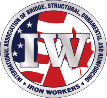 INTERNATIONAL ASSOCIATION OF BRIDGE, STRUCTURAL, ORNAMENTAL AND REINFORCING
IW
• IRON WORKERS •